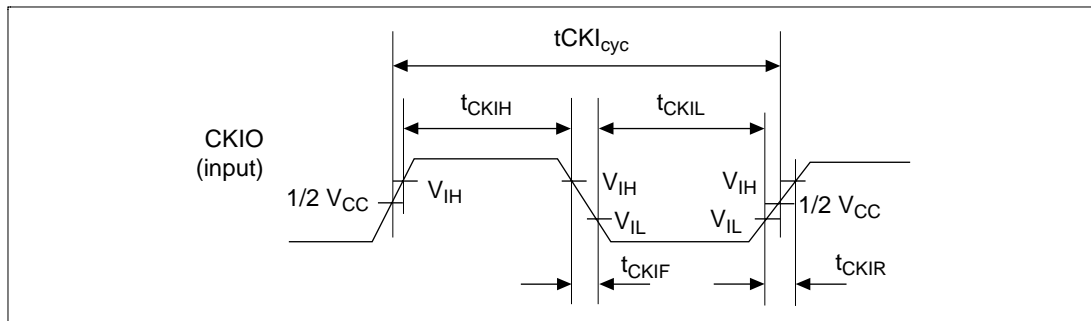 tCKIcyc
tCKIH
tCKIL
CKIO
(input)
1/2 VCC
VIH
VIH
VIL
VIH
VIL
1/2 VCC
tCKIF
tCKIR